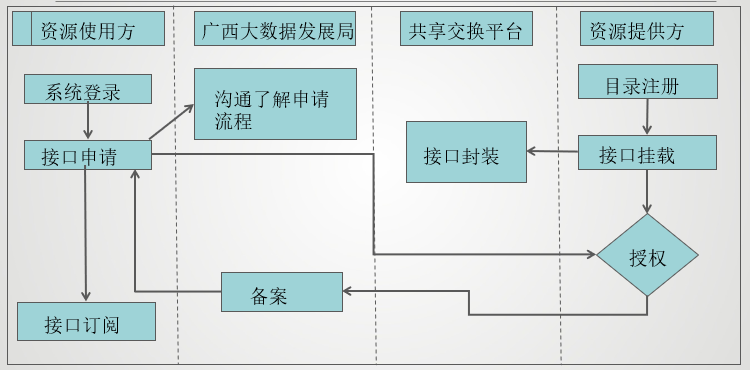 资源使用方
广西大数据发展局
共享交换平台
资源提供方
系统登录
沟通了解申请
流程
目录注册
接口申请
接口封装
接口挂载
授权
备案
接口订阅